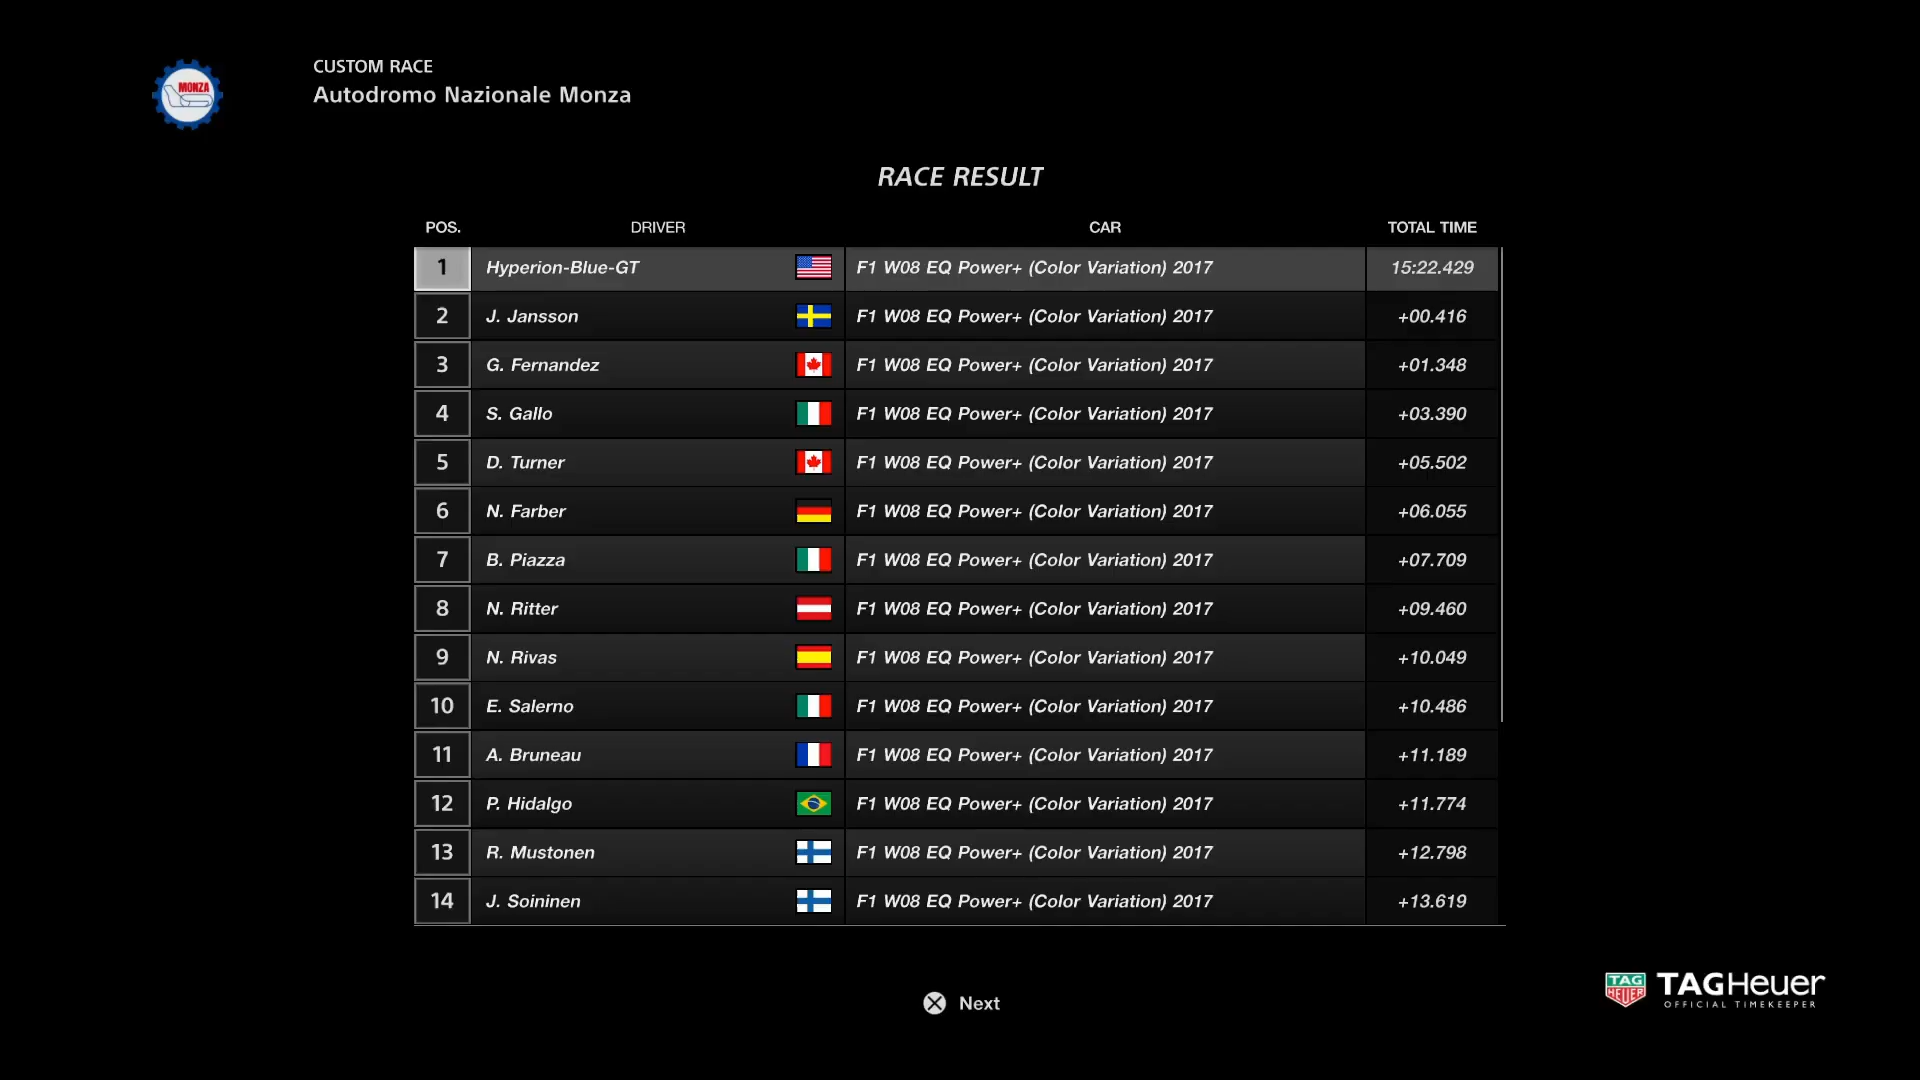 MONZA
CUSTOM RACE
Autodromo Nazionale Monza
RACE RESULT
POS. DRIVER CAR TOTAL TIME
1 Hyperion-Blue-GT F1 W08 EQ Power+ (Color Variation) 2017 15:22.429
2 J. Jansson F1 W08 EQ Power+ (Color Variation) 2017 +00.416
3 G. Fernandez F1 W08 EQ Power+ (Color Variation) 2017 +01.348
4 S. Gallo F1 W08 EQ Power+ (Color Variation) 2017 +03.390
5 D. Turner F1 W08 EQ Power+ (Color Variation) 2017 +05.502
6 N. Farber F1 W08 EQ Power+ (Color Variation) 2017 +06.055
7 B. Piazza F1 W08 EQ Power+ (Color Variation) 2017 +07.709
8 N. Ritter F1 W08 EQ Power+ (Color Variation) 2017 +09.460
9 N. Rivas F1 W08 EQ Power+ (Color Variation) 2017 +10.049
10 E. Salerno F1 W08 EQ Power+ (Color Variation) 2017 +10.486
11 A. Bruneau F1 W08 EQ Power+ (Color Variation) 2017 +11.189
12 P. Hidalgo F1 W08 EQ Power+ (Color Variation) 2017 +11.774
13 R. Mustonen F1 W08 EQ Power+ (Color Variation) 2017 +12.798
14 J. Soininen F1 W08 EQ Power+ (Color Variation) 2017 +13.619
Next
TAG HEUER
TAGHeuer
OFFICIAL TIMEKEEPER